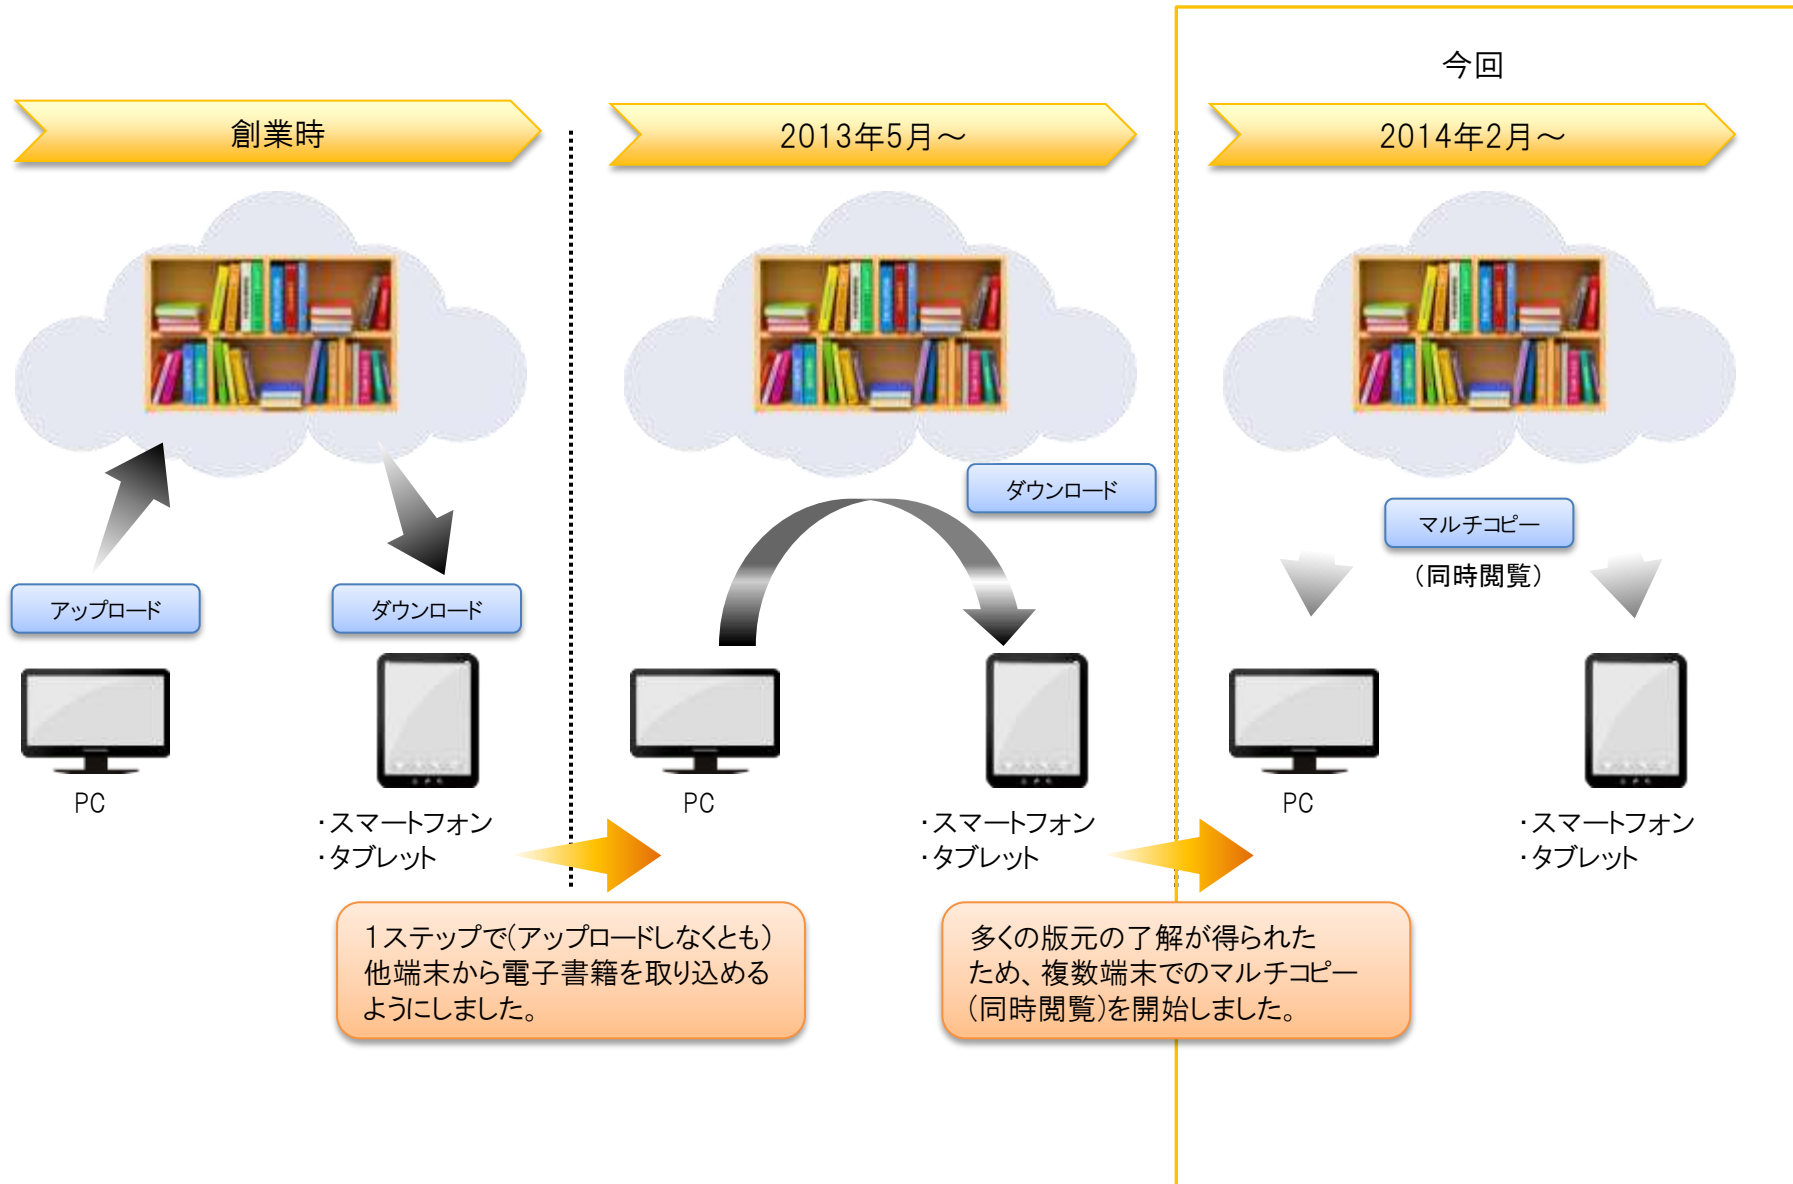 今回
創業時
2013年5月～
2014年2月～
ダウンロード
マルチコピー
（同時閲覧）
アップロード
ダウンロード
PC
・スマートフォン
・タブレット
PC
・スマートフォン
・タブレット
PC
・スマートフォン
・タブレット
1ステップで(アップロードしなくとも)
他端末から電子書籍を取り込める
ようにしました。
多くの版元の了解が得られた
ため、複数端末でのマルチコピー
(同時閲覧)を開始しました。